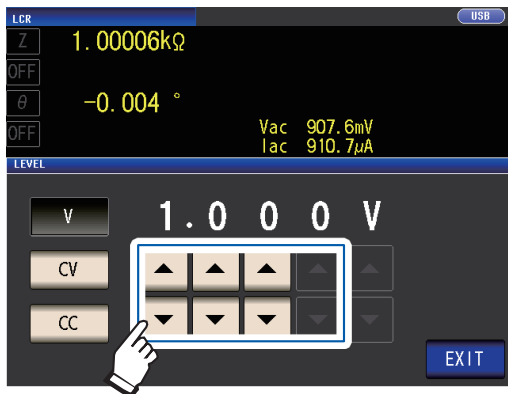 LCR USB
Z 1.00006kΩ
OFF
θ -0.004 °
OFF
Vac 907.6mV
Iac 910.7μA
LEVEL
V 1.000 V
CV
CC
EXIT